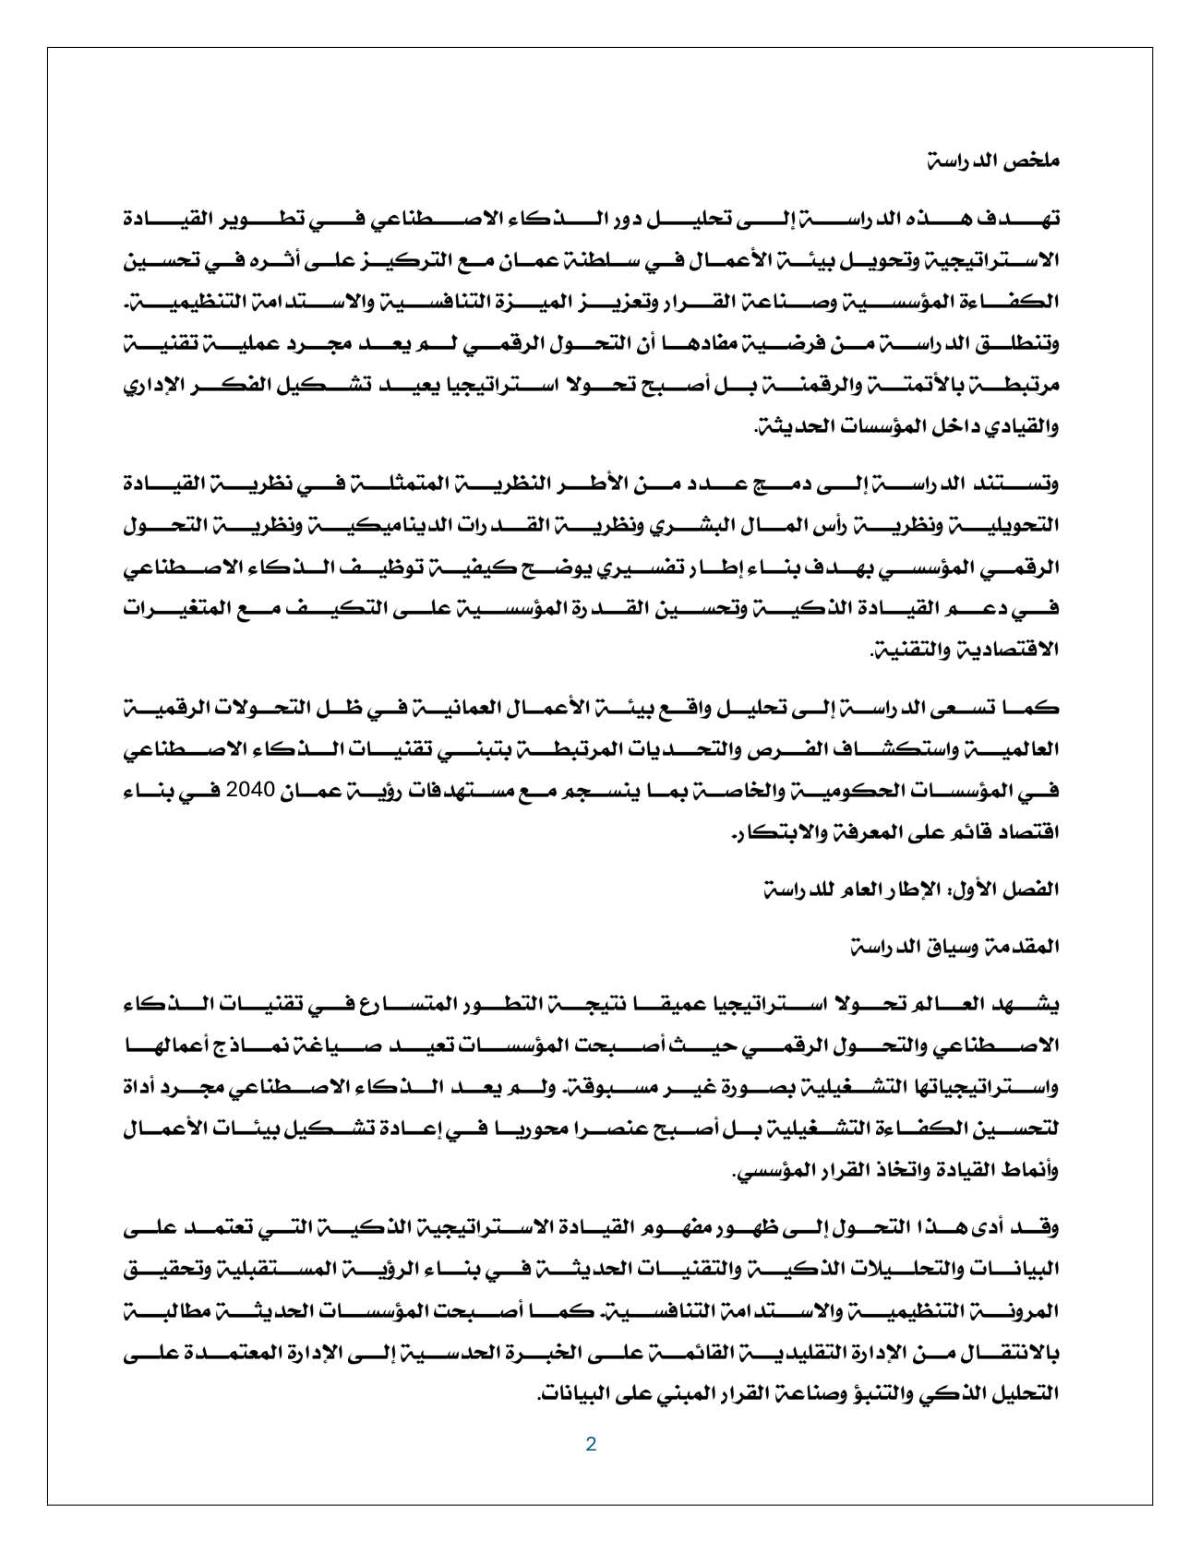 ملخص الدراسة
تهدف هذه الدراسة إلى تحليل دور الذكاء الاصطناعي في تطوير القيادة
الاستراتيجية وتحويل بيئة الأعمال في سلطنة عمان مع التركيز على أثره في تحسين
الكفاءة المؤسسية وصناعة القرار وتعزيز الميزة التنافسية والاستدامة التنظيمية.
وتنطلق الدراسة من فرضية مفادها أن التحول الرقمي لم يعد مجرد عملية تقنية
مرتبطة بالأتمتة والرقمنة بل أصبح تحولا استراتيجيا يعيد تشكيل الفكر الإداري
والقيادي داخل المؤسسات الحديثة.
وتستند الدراسة إلى دمج عدد من الأطر النظرية المتمثلة في نظرية القيادة
التحويلية ونظرية رأس المال البشري ونظرية القدرات الديناميكية ونظرية التحول
الرقمي المؤسسي بهدف بناء إطار تفسيري يوضح كيفية توظيف الذكاء الاصطناعي
في دعم القيادة الذكية وتحسين القدرة المؤسسية على التكيف مع المتغيرات
الاقتصادية والتقنية.
كما تسعى الدراسة إلى تحليل واقع بيئة الأعمال العمانية في ظل التحولات الرقمية
العالمية واستكشاف الفرص والتحديات المرتبطة بتبني تقنيات الذكاء الاصطناعي
في المؤسسات الحكومية والخاصة بما ينسجم مع مستهدفات رؤية عمان 2040 في بناء
اقتصاد قائم على المعرفة والابتكار.
الفصل الأول: الإطار العام للدراسة
المقدمة وسياق الدراسة
يشهد العالم تحولا استراتيجيا عميقا نتيجة التطور المتسارع في تقنيات الذكاء
الاصطناعي والتحول الرقمي حيث أصبحت المؤسسات تعيد صياغة نماذج أعمالها
واستراتيجياتها التشغيلية بصورة غير مسبوقة. ولم يعد الذكاء الاصطناعي مجرد أداة
لتحسين الكفاءة التشغيلية بل أصبح عنصرا محوريا في إعادة تشكيل بيئات الأعمال
وأنماط القيادة واتخاذ القرار المؤسسي.
وقد أدى هذا التحول إلى ظهور مفهوم القيادة الاستراتيجية الذكية التي تعتمد على
البيانات والتحليلات الذكية والتقنيات الحديثة في بناء الرؤية المستقبلية وتحقيق
المرونة التنظيمية والاستدامة التنافسية. كما أصبحت المؤسسات الحديثة مطالبة
بالانتقال من الإدارة التقليدية القائمة على الخبرة الحدسية إلى الإدارة المعتمدة على
التحليل الذكي والتنبؤ وصناعة القرار المبني على البيانات.
2